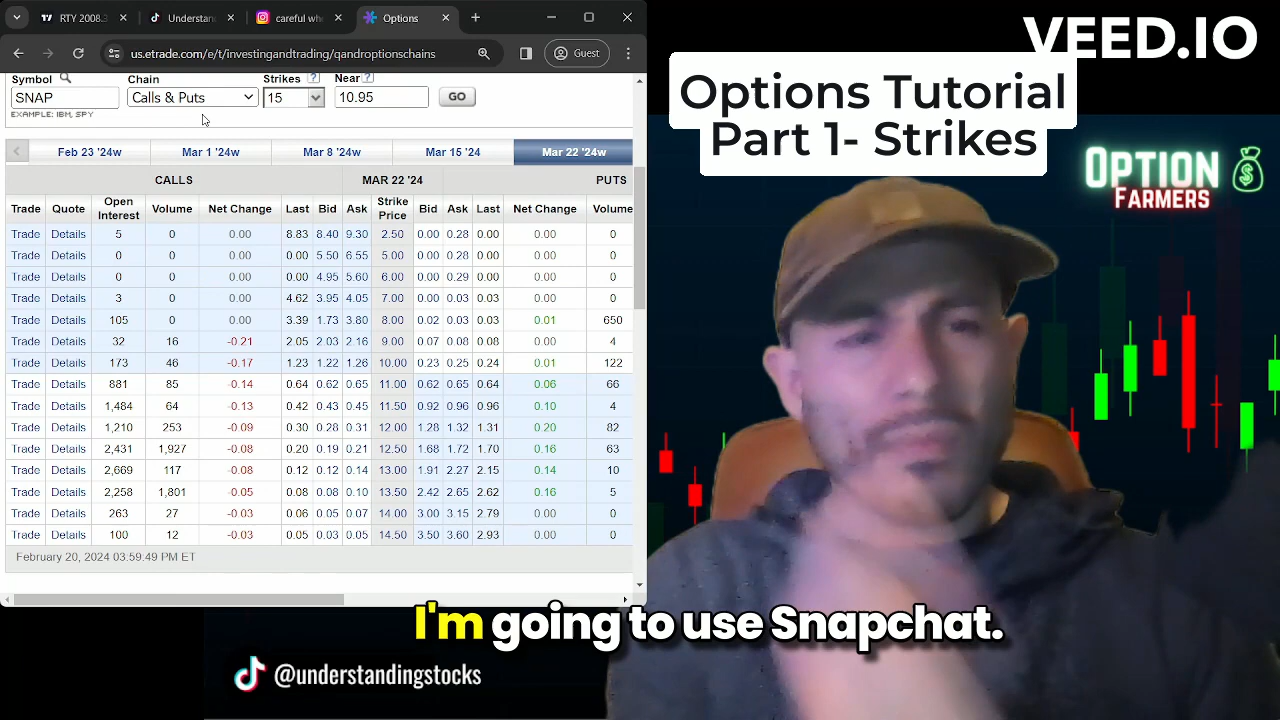 RTY 2008.3
Understan
careful whe
Options
us.etrade.com/e/t/investingandtrading/qandropnschains
Guest
Symbol Chain Strikes ? Near ?
SNAP Calls & Puts 15 10.95 GO
EXAMPLE: IBM, SPY
Feb 23 '24w Mar 1 '24w Mar 8 '24w Mar 15 '24 Mar 22 '24w
CALLS MAR 22 '24 PUTS
Trade Quote Open Interest Volume Net Change Last Bid Ask Strike Price Bid Ask Last Net Change Volume
Trade Details 5 0 0.00 8.83 8.40 9.30 2.50 0.00 0.28 0.00 0.00 0
Trade Details 0 0 0.00 0.00 5.50 6.55 5.00 0.00 0.28 0.00 0.00 0
Trade Details 0 0 0.00 0.00 4.95 5.60 6.00 0.00 0.29 0.00 0.00 0
Trade Details 3 0 0.00 4.62 3.95 4.05 7.00 0.00 0.03 0.03 0.00 0
Trade Details 105 0 0.00 3.39 1.73 3.80 8.00 0.02 0.03 0.03 0.01 650
Trade Details 32 16 -0.21 2.05 2.03 2.16 9.00 0.07 0.08 0.08 0.00 4
Trade Details 173 46 -0.17 1.23 1.22 1.26 10.00 0.23 0.25 0.24 0.01 122
Trade Details 881 85 -0.14 0.64 0.62 0.65 11.00 0.62 0.65 0.64 0.06 66
Trade Details 1,484 64 -0.13 0.42 0.43 0.45 11.50 0.92 0.96 0.96 0.10 4
Trade Details 1,210 253 -0.09 0.30 0.28 0.31 12.00 1.28 1.32 1.31 0.20 82
Trade Details 2,431 1,927 -0.08 0.20 0.19 0.21 12.50 1.68 1.72 1.70 0.16 63
Trade Details 2,669 117 -0.08 0.12 0.12 0.14 13.00 1.91 2.27 2.15 0.14 10
Trade Details 2,258 1,801 -0.05 0.08 0.08 0.10 13.50 2.42 2.65 2.62 0.16 5
Trade Details 263 27 -0.03 0.06 0.05 0.07 14.00 3.00 3.15 2.79 0.00 0
Trade Details 100 12 -0.03 0.05 0.03 0.05 14.50 3.50 3.60 2.93 0.00 0
February 20, 2024 03:59:49 PM ET
VEED.IO
Options Tutorial
Part 1- Strikes
OPTION
FARMERS
I'm going to use Snapchat.
@understandingstocks